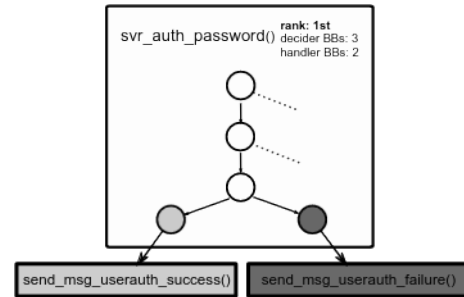 svr_auth_password()
rank: 1st
decider BBs: 3
handler BBs: 2
send_msg_userauth_success()
send_msg_userauth_failure()